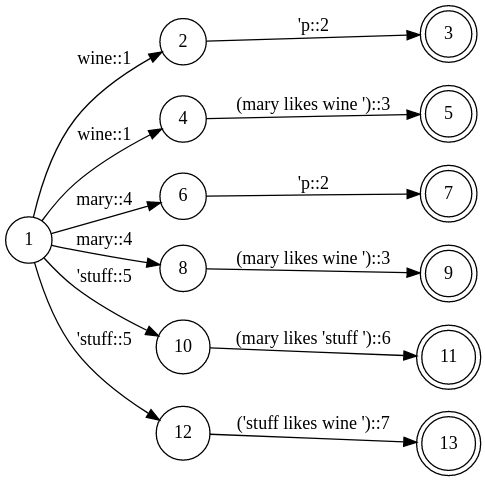 wine::1
2
'p::2
3
wine::1
4
(mary likes wine ')::3
5
mary::4
6
'p::2
7
1
mary::4
8
(mary likes wine ')::3
9
'stuff::5
10
(mary likes 'stuff ')::6
11
'stuff::5
12
('stuff likes wine ')::7
13